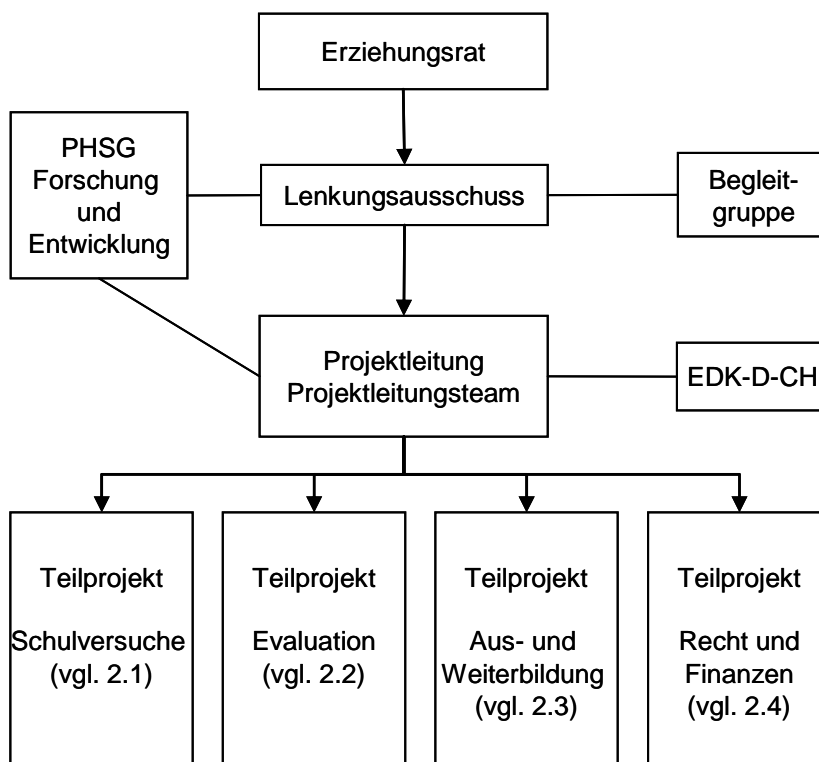 Erziehungsrat
PHSG
Forschung
und
Entwicklung
Lenkungsausschuss
Begleit-
gruppe
Projektleitung
Projektleitungsteam
EDK-D-CH
Teilprojekt
Schulversuche
(vgl. 2.1)
Teilprojekt
Evaluation
(vgl. 2.2)
Teilprojekt
Aus- und
Weiterbildung
(vgl. 2.3)
Teilprojekt
Recht und
Finanzen
(vgl. 2.4)